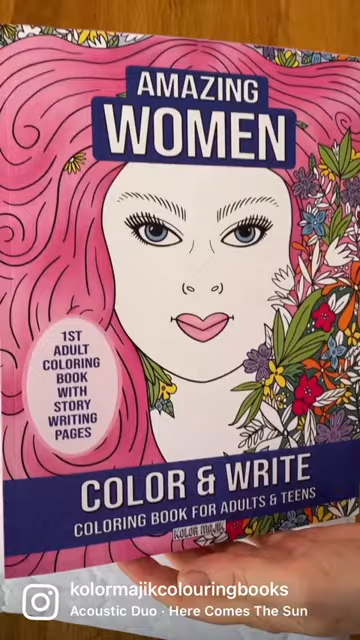 AMAZING
WOMEN
1ST
ADULT
COLORING
BOOK
WITH
STORY
WRITING
PAGES
COLOR & WRITE
COLORING BOOK FOR ADULTS & TEENS
KOLOR MAJIK
kolormajikcolouringbooks
Acoustic Duo · Here Comes The Sun